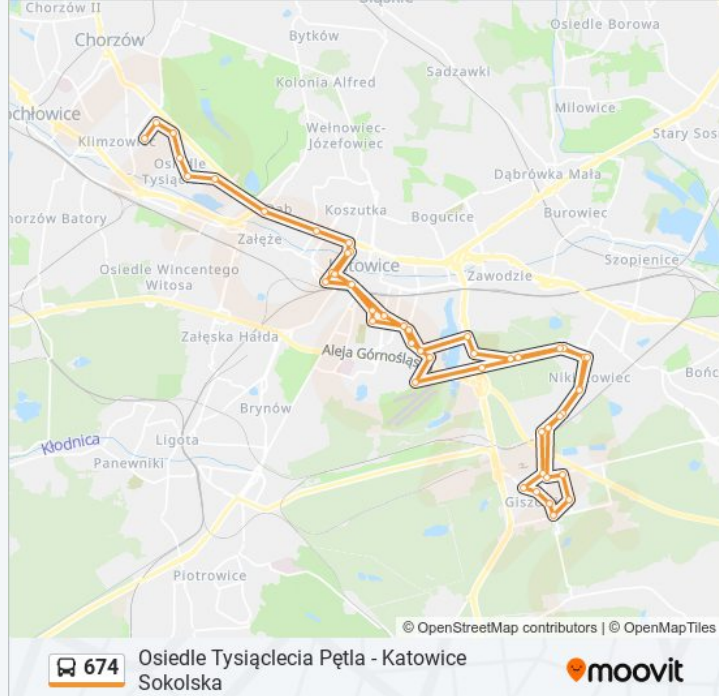 Chorzów II
Bytków
Osiedle Borowa
Chorzów
Sadzawki
Kolonia Alfred
Milowice
ochłowice
Klimzowiec
Wełnowiec-
Józefowiec
Stary Sos
Osiedle
Tysiąc
Dąbrówka Mała
horzów Batory
Dąb
Koszutka
Bogucice
Burowiec
Załęże
Szopienice
Osiedle Wincentego
Witosa
Katowice
Zawodzie
Załęska Hałda
Aleja Górnośląs
Nikiszowiec
Bońc
Brynów
Kłodnica
Ligota
Panewniki
Giszo
Piotrowice
© OpenStreetMap contributors | © OpenMapTiles
674
Osiedle Tysiąclecia Pętla - Katowice
Sokolska
moovit